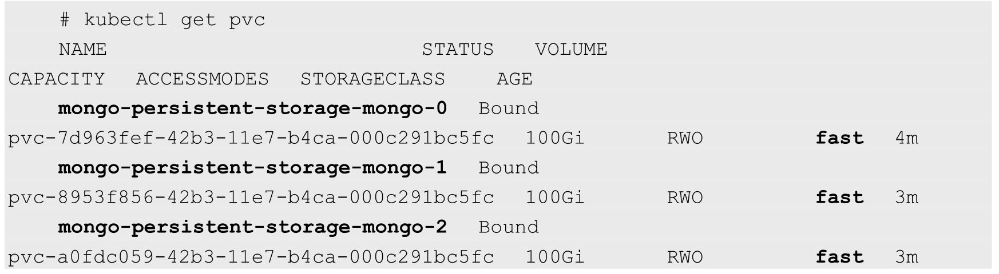 # kubectl get pvc
NAME STATUS VOLUME
CAPACITY ACCESSMODES STORAGECLASS AGE
mongo-persistent-storage-mongo-0 Bound
pvc-7d963fef-42b3-11e7-b4ca-000c291bc5fc 100Gi RWO fast 4m
mongo-persistent-storage-mongo-1 Bound
pvc-8953f856-42b3-11e7-b4ca-000c291bc5fc 100Gi RWO fast 3m
mongo-persistent-storage-mongo-2 Bound
pvc-a0fdc059-42b3-11e7-b4ca-000c291bc5fc 100Gi RWO fast 3m